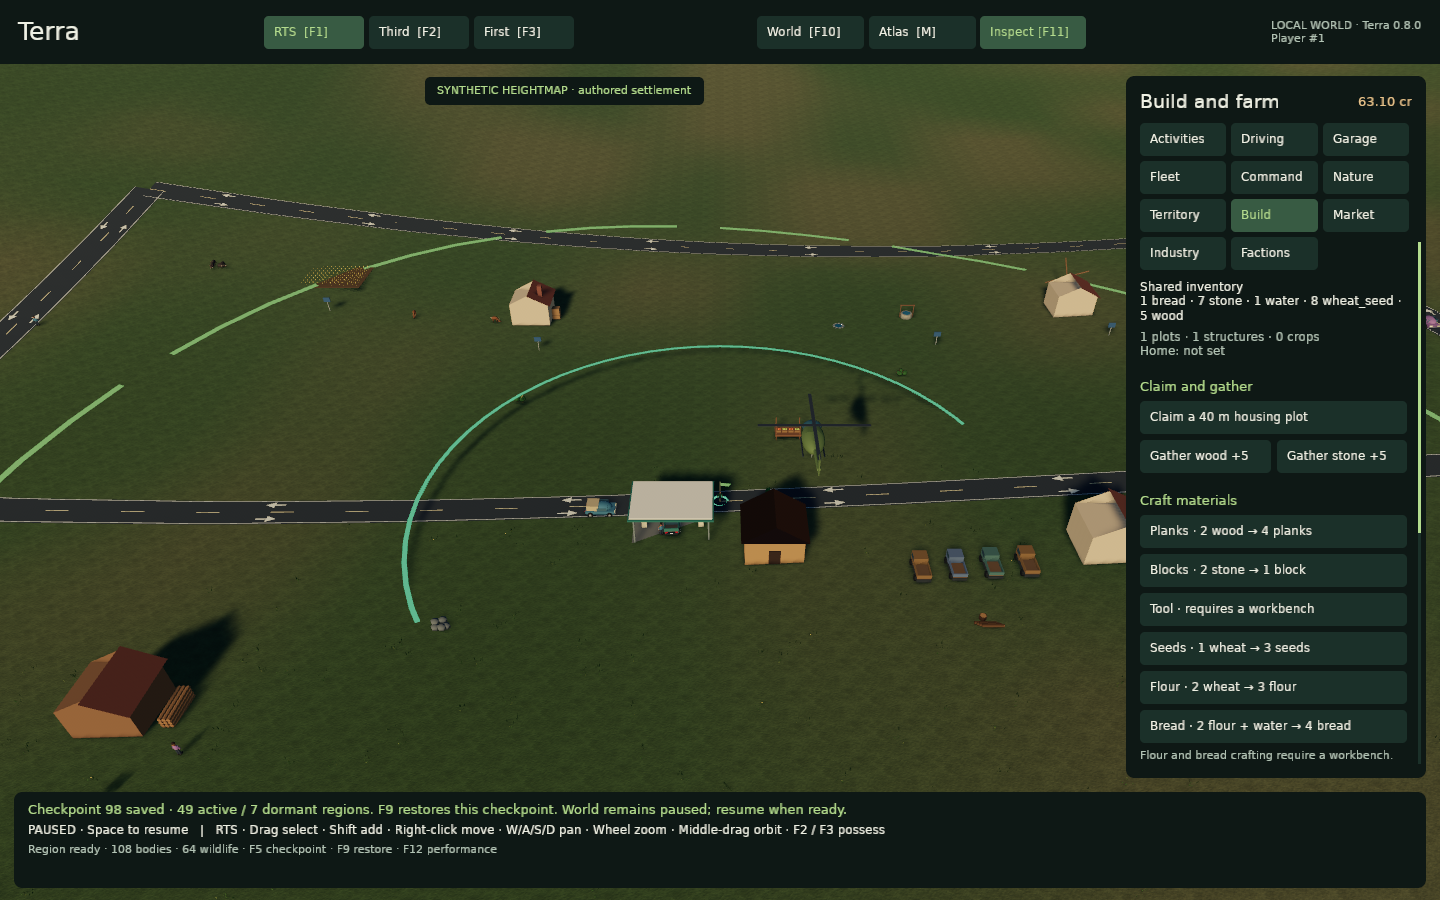 Terra
RTS [F1]
Third [F2]
First [F3]
World [F10]
Atlas [M]
Inspect [F11]
LOCAL WORLD · Terra 0.8.0
Player #1
SYNTHETIC HEIGHTMAP · authored settlement
Build and farm
63.10 cr
Activities
Driving
Garage
Fleet
Command
Nature
Territory
Build
Market
Industry
Factions
Shared inventory
1 bread · 7 stone · 1 water · 8 wheat_seed ·
5 wood
1 plots · 1 structures · 0 crops
Home: not set
Claim and gather
Claim a 40 m housing plot
Gather wood +5
Gather stone +5
Craft materials
Planks · 2 wood → 4 planks
Blocks · 2 stone → 1 block
Tool · requires a workbench
Seeds · 1 wheat → 3 seeds
Flour · 2 wheat → 3 flour
Bread · 2 flour + water → 4 bread
Flour and bread crafting require a workbench.
Checkpoint 98 saved · 49 active / 7 dormant regions. F9 restores this checkpoint. World remains paused; resume when ready.
PAUSED · Space to resume | RTS · Drag select · Shift add · Right-click move · W/A/S/D pan · Wheel zoom · Middle-drag orbit · F2 / F3 possess
Region ready · 108 bodies · 64 wildlife · F5 checkpoint · F9 restore · F12 performance